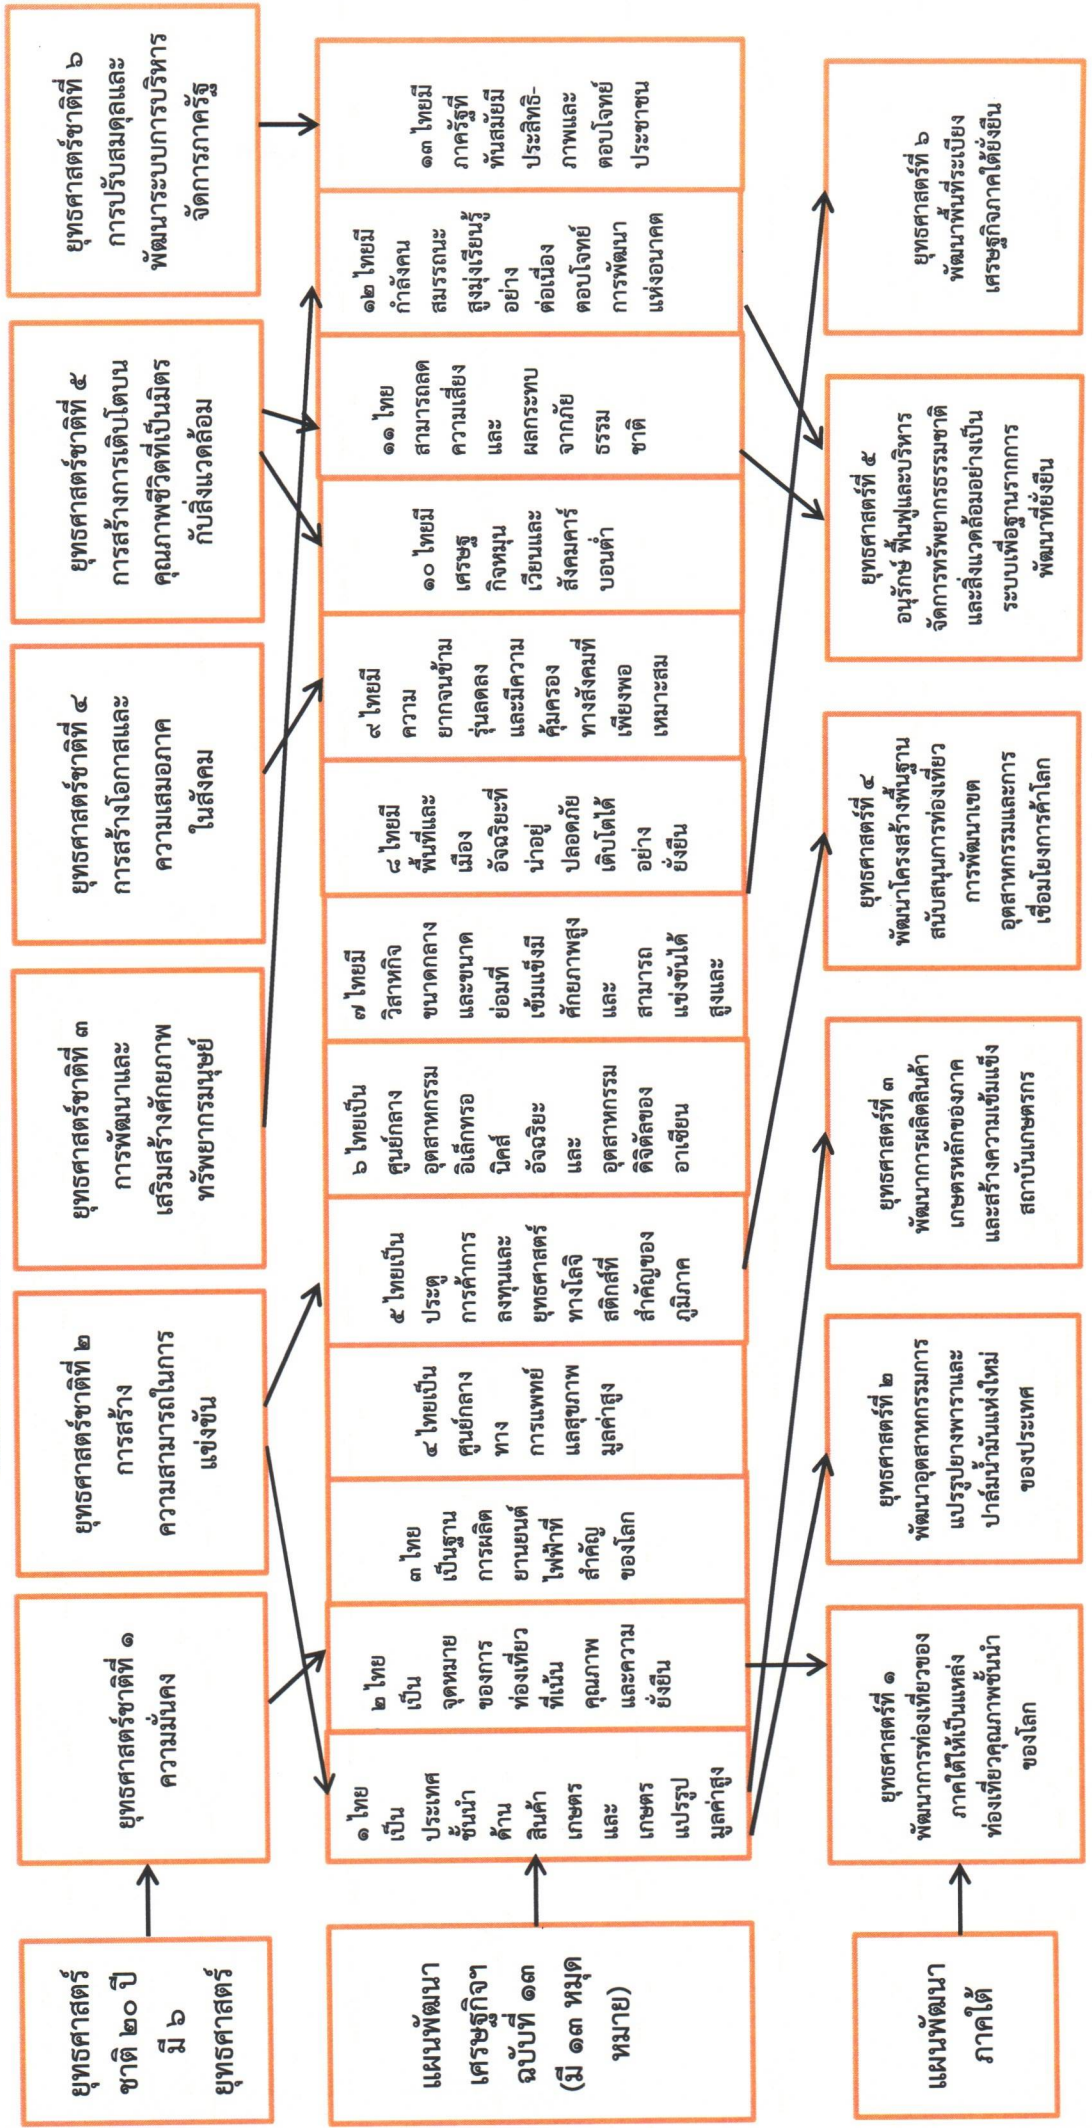 ยุทธศาสตร์
ชาติ ๒๐ ปี
มี ๖
ยุทธศาสตร์
ยุทธศาสตร์ชาติที่ ๑
ความมั่นคง
ยุทธศาสตร์ชาติที่ ๒
การสร้าง
ความสามารถในการ
แข่งขัน
ยุทธศาสตร์ชาติที่ ๓
การพัฒนาและ
เสริมสร้างศักยภาพ
ทรัพยากรมนุษย์
ยุทธศาสตร์ชาติที่ ๔
การสร้างโอกาสและ
ความเสมอภาค
ในสังคม
ยุทธศาสตร์ชาติที่ ๕
การสร้างการเติบโตบน
คุณภาพชีวิตที่เป็นมิตร
กับสิ่งแวดล้อม
ยุทธศาสตร์ชาติที่ ๖
การปรับสมดุลและ
พัฒนาระบบการบริหาร
จัดการภาครัฐ
แผนพัฒนา
เศรษฐกิจฯ
ฉบับที่ ๑๓
(มี ๑๓ หมุด
หมาย)
๑ ไทย
เป็น
ประเทศ
ชั้นนำ
ด้าน
สินค้า
เกษตร
และ
เกษตร
แปรรูป
มูลค่าสูง
๒ ไทย
เป็น
จุดหมาย
ของการ
ท่องเที่ยว
ที่เน้น
คุณภาพ
และความ
ยั่งยืน
๓ ไทย
เป็นฐาน
การผลิต
ยานยนต์
ไฟฟ้าที่
สำคัญ
ของโลก
๔ ไทยเป็น
ศูนย์กลาง
ทาง
การแพทย์
แลสุขภาพ
มูลค่าสูง
๕ ไทยเป็น
ประตู
การค้าการ
ลงทุนและ
ยุทธศาสตร์
ทางโลจิ
สติกส์ที่
สำคัญของ
ภูมิภาค
๖ ไทยเป็น
ศูนย์กลาง
อุตสาหกรรม
อิเล็กทรอ
นิคส์
อัจฉริยะ
และ
อุตสาหกรรม
ดิจิตัลของ
อาเซียน
๗ ไทยมี
วิสาหกิจ
ขนาดกลาง
และขนาด
ย่อมที่
เข้มแข็งมี
ศักยภาพสูง
และ
สามารถ
แข่งขันได้
สูงและ
๘ ไทยมี
พื้นที่และ
เมือง
อัจฉริยะที่
น่าอยู่
ปลอดภัย
เติบโตได้
อย่าง
ยั่งยืน
๙ ไทยมี
ความ
ยากจนข้าม
รุ่นลดลง
และมีความ
คุ้มครอง
ทางสังคมที่
เพียงพอ
เหมาะสม
๑๐ ไทยมี
เศรษฐ
กิจหมุน
เวียนและ
สังคมคาร์
บอนต่ำ
๑๑ ไทย
สามารถลด
ความเสี่ยง
และ
ผลกระทบ
จากภัย
ธรรม
ชาติ
๑๒ ไทยมี
กำลังคน
สมรรถนะ
สูงมุ่งเรียนรู้
อย่าง
ต่อเนื่อง
ตอบโจทย์
การพัฒนา
แห่งอนาคต
๑๓ ไทยมี
ภาครัฐที่
ทันสมัยมี
ประสิทธิ-
ภาพและ
ตอบโจทย์
ประชาชน
แผนพัฒนา
ภาคใต้
ยุทธศาสตร์ที่ ๑
พัฒนาการท่องเที่ยวของ
ภาคใต้ให้เป็นแหล่ง
ท่องเที่ยวคุณภาพชั้นนำ
ของโลก
ยุทธศาสตร์ที่ ๒
พัฒนาอุตสาหกรรมการ
แปรรูปยางพาราและ
ปาล์มน้ำมันแห่งใหม่
ของประเทศ
ยุทธศาสตร์ที่ ๓
พัฒนาการผลิตสินค้า
เกษตรหลักของภาค
และสร้างความเข้มแข็ง
สถาบันเกษตรกร
ยุทธศาสตร์ที่ ๔
พัฒนาโครงสร้างพื้นฐาน
สนับสนุนการท่องเที่ยว
การพัฒนาเขต
อุตสาหกรรมและการ
เชื่อมโยงการค้าโลก
ยุทธศาสตร์ที่ ๕
อนุรักษ์ ฟื้นฟูและบริหาร
จัดการทรัพยากรธรรมชาติ
และสิ่งแวดล้อมอย่างเป็น
ระบบเพื่อฐานรากการ
พัฒนาที่ยั่งยืน
ยุทธศาสตร์ที่ ๖
พัฒนาพื้นที่ระเบียง
เศรษฐกิจภาคใต้ยั่งยืน